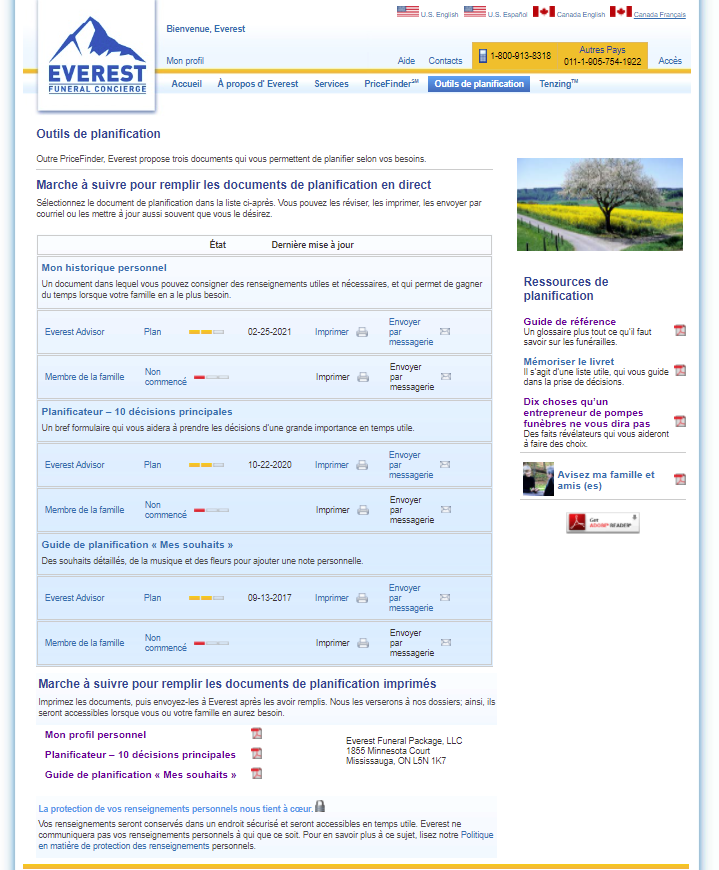 U.S. English U.S. Español Canada English Canada Français
Bienvenue, Everest
Mon profil Aide Contacts 1-800-913-8318 Autres Pays 011-1-905-754-1922 Accès
EVEREST
FUNERAL CONCIERGE
Accueil À propos d' Everest Services PriceFinder℠ Outils de planification Tenzing™
Outils de planification
Outre PriceFinder, Everest propose trois documents qui vous permettent de planifier selon vos besoins.
Marche à suivre pour remplir les documents de planification en direct
Sélectionnez le document de planification dans la liste ci-après. Vous pouvez les réviser, les imprimer, les envoyer par
courriel ou les mettre à jour aussi souvent que vous le désirez.
État Dernière mise à jour
Mon historique personnel
Un document dans lequel vous pouvez consigner des renseignements utiles et nécessaires, et qui permet de gagner
du temps lorsque votre famille en a le plus besoin.
Everest Advisor Plan 02-25-2021 Imprimer Envoyer
par
messagerie
Membre de la famille Non
commencé Imprimer Envoyer
par
messagerie
Planificateur – 10 décisions principales
Un bref formulaire qui vous aidera à prendre les décisions d'une grande importance en temps utile.
Everest Advisor Plan 10-22-2020 Imprimer Envoyer
par
messagerie
Membre de la famille Non
commencé Imprimer Envoyer
par
messagerie
Guide de planification « Mes souhaits »
Des souhaits détaillés, de la musique et des fleurs pour ajouter une note personnelle.
Everest Advisor Plan 09-13-2017 Imprimer Envoyer
par
messagerie
Membre de la famille Non
commencé Imprimer Envoyer
par
messagerie
Marche à suivre pour remplir les documents de planification imprimés
Imprimez les documents, puis envoyez-les à Everest après les avoir remplis. Nous les verserons à nos dossiers; ainsi, ils
seront accessibles lorsque vous ou votre famille en aurez besoin.
Mon profil personnel
Planificateur – 10 décisions principales
Guide de planification « Mes souhaits »
Everest Funeral Package, LLC
1855 Minnesota Court
Mississauga, ON L5N 1K7
La protection de vos renseignements personnels nous tient à cœur.
Vos renseignements seront conservés dans un endroit sécurisé et seront accessibles en temps utile. Everest ne
communiquera pas vos renseignements personnels à qui que ce soit. Pour en savoir plus à ce sujet, lisez notre Politique
en matière de protection des renseignements personnels.
Ressources de
planification
Guide de référence
Un glossaire plus tout ce qu'il faut
savoir sur les funérailles.
Mémoriser le livret
Il s'agit d'une liste utile, qui vous guide
dans la prise de décisions.
Dix choses qu'un
entrepreneur de pompes
funèbres ne vous dira pas
Des faits révélateurs qui vous aideront
à faire des choix.
Avisez ma famille et
amis (es)
Get
ADOBE® READER®